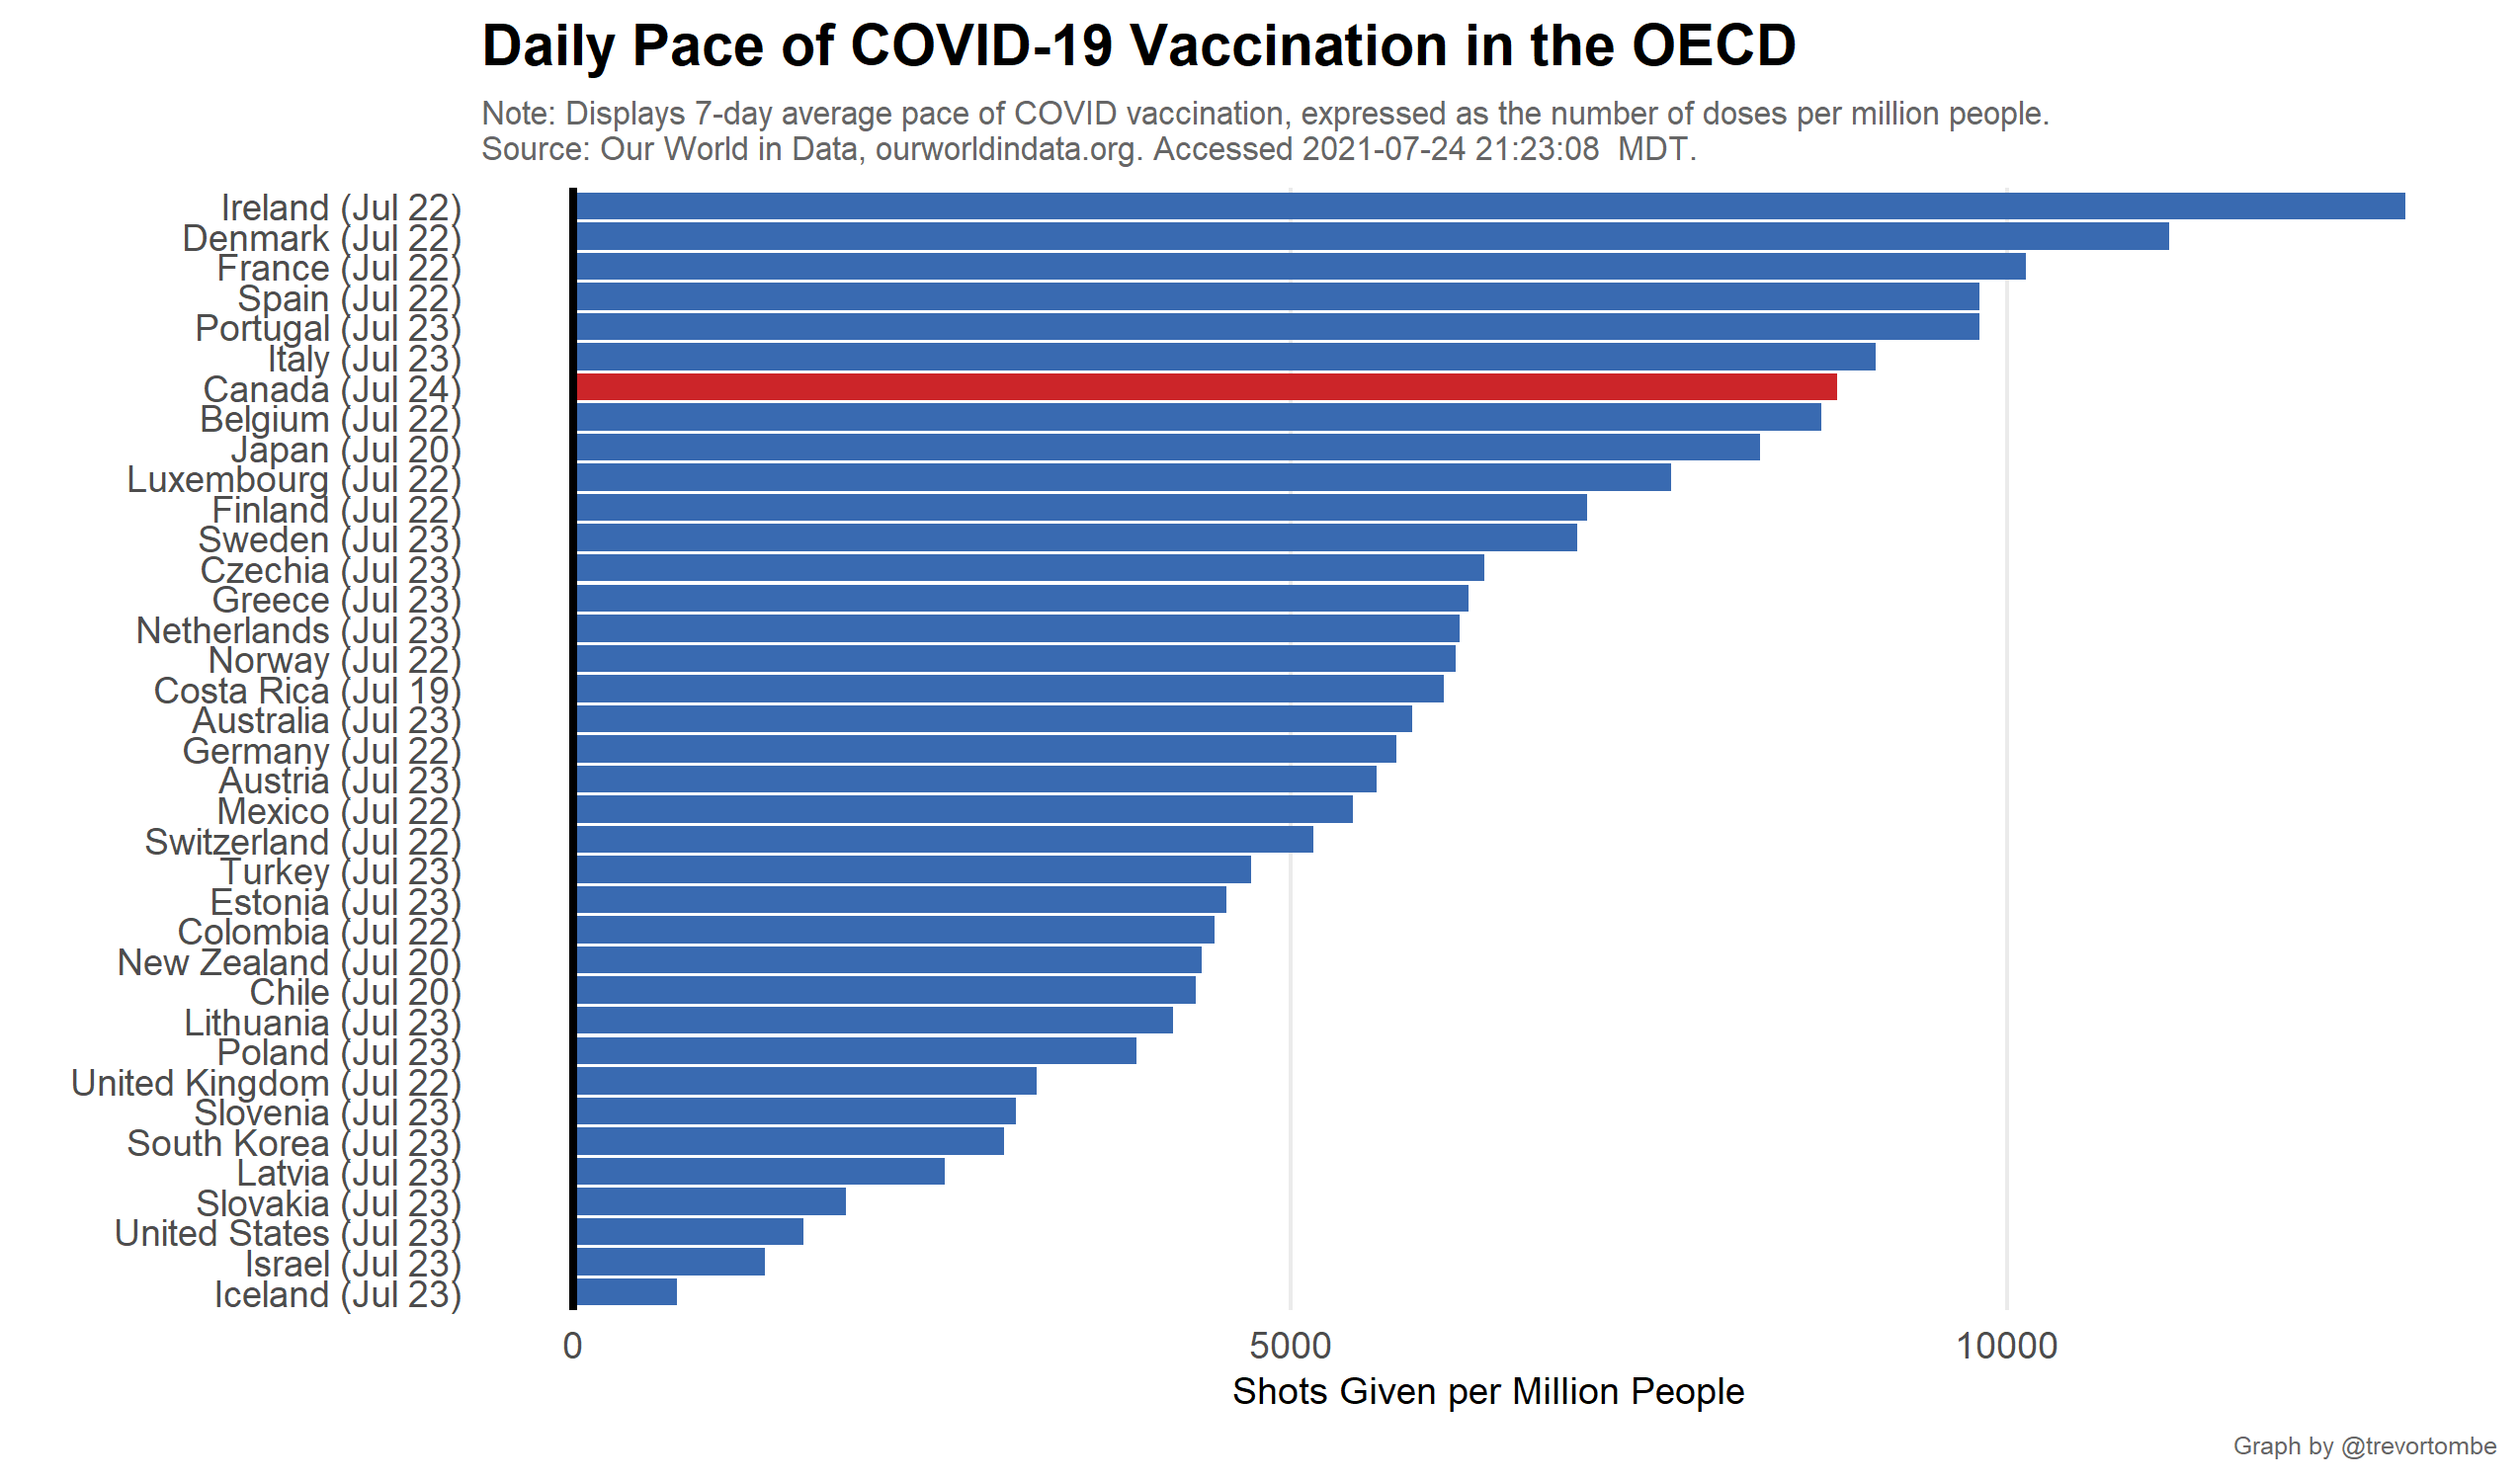 Daily Pace of COVID-19 Vaccination in the OECD
Note: Displays 7-day average pace of COVID vaccination, expressed as the number of doses per million people.
Source: Our World in Data, ourworldindata.org. Accessed 2021-07-24 21:23:08  MDT.
Ireland (Jul 22)
Denmark (Jul 22)
France (Jul 22)
Spain (Jul 22)
Portugal (Jul 23)
Italy (Jul 23)
Canada (Jul 24)
Belgium (Jul 22)
Japan (Jul 20)
Luxembourg (Jul 22)
Finland (Jul 22)
Sweden (Jul 23)
Czechia (Jul 23)
Greece (Jul 23)
Netherlands (Jul 23)
Norway (Jul 22)
Costa Rica (Jul 19)
Australia (Jul 23)
Germany (Jul 22)
Austria (Jul 23)
Mexico (Jul 22)
Switzerland (Jul 22)
Turkey (Jul 23)
Estonia (Jul 23)
Colombia (Jul 22)
New Zealand (Jul 20)
Chile (Jul 20)
Lithuania (Jul 23)
Poland (Jul 23)
United Kingdom (Jul 22)
Slovenia (Jul 23)
South Korea (Jul 23)
Latvia (Jul 23)
Slovakia (Jul 23)
United States (Jul 23)
Israel (Jul 23)
Iceland (Jul 23)
0 5000 10000
Shots Given per Million People
Graph by @trevortombe